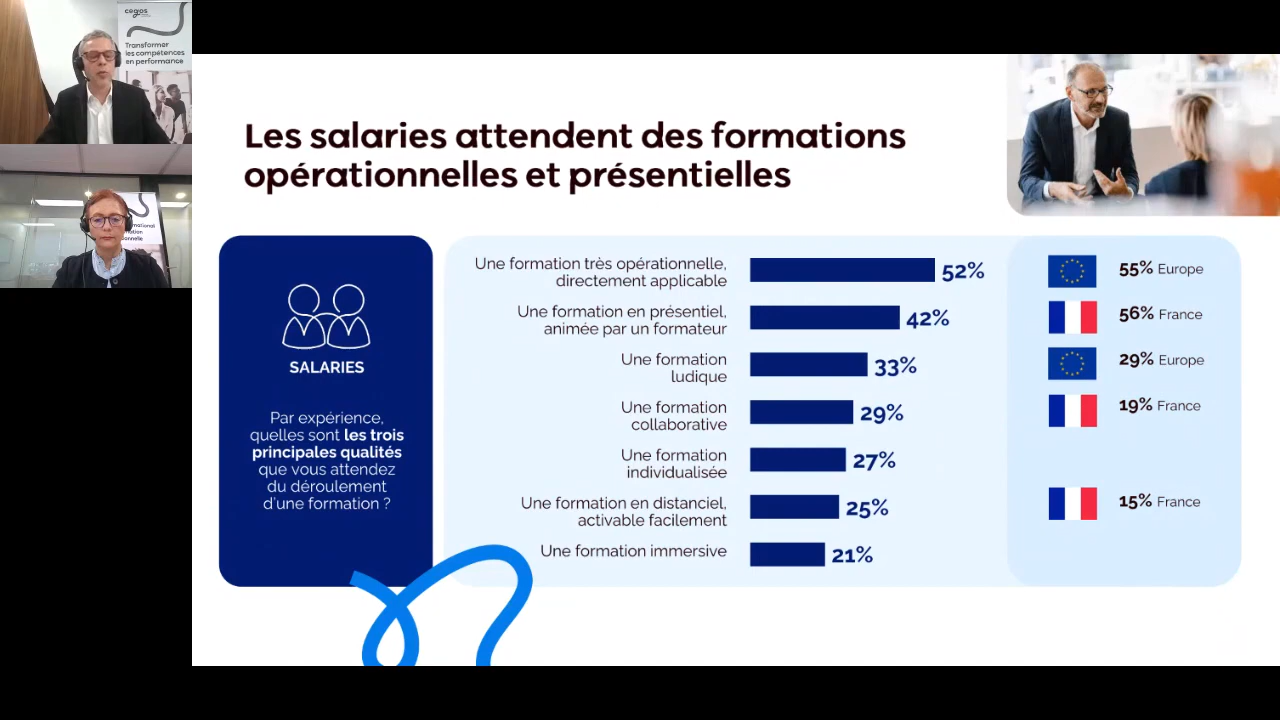 cegos
Transformer
les compétences
en performance
Les salaries attendent des formations
opérationnelles et présentielles
SALARIES
Par expérience,
quelles sont les trois
principales qualités
que vous attendez
du déroulement
d'une formation ?
Une formation très opérationnelle,
directement applicable
52%
55% Europe
Une formation en présentiel,
animée par un formateur
42%
56% France
Une formation
ludique
33%
29% Europe
Une formation
collaborative
29%
19% France
Une formation
individualisée
27%
Une formation en distanciel,
activable facilement
25%
15% France
Une formation immersive
21%